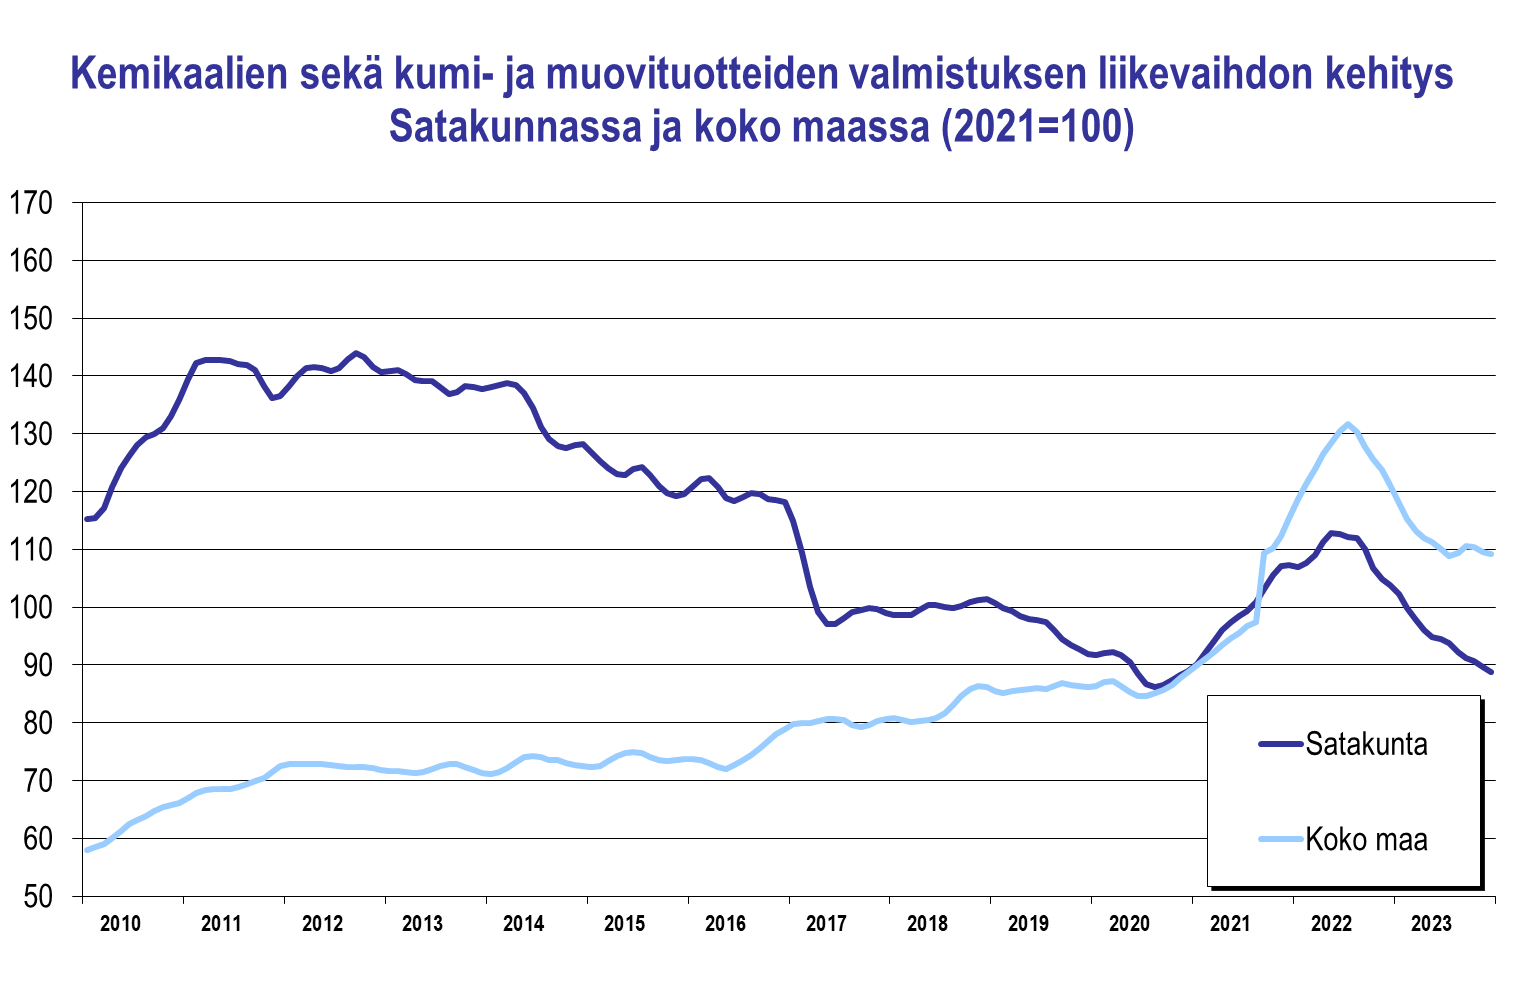 Kemikaalien sekä kumi- ja muovituotteiden valmistuksen liikevaihdon kehitys
Satakunnassa ja koko maassa (2021=100)
170
160
150
140
130
120
110
100
90
80
70
60
50
Satakunta
Koko maa
2010 2011 2012 2013 2014 2015 2016 2017 2018 2019 2020 2021 2022 2023